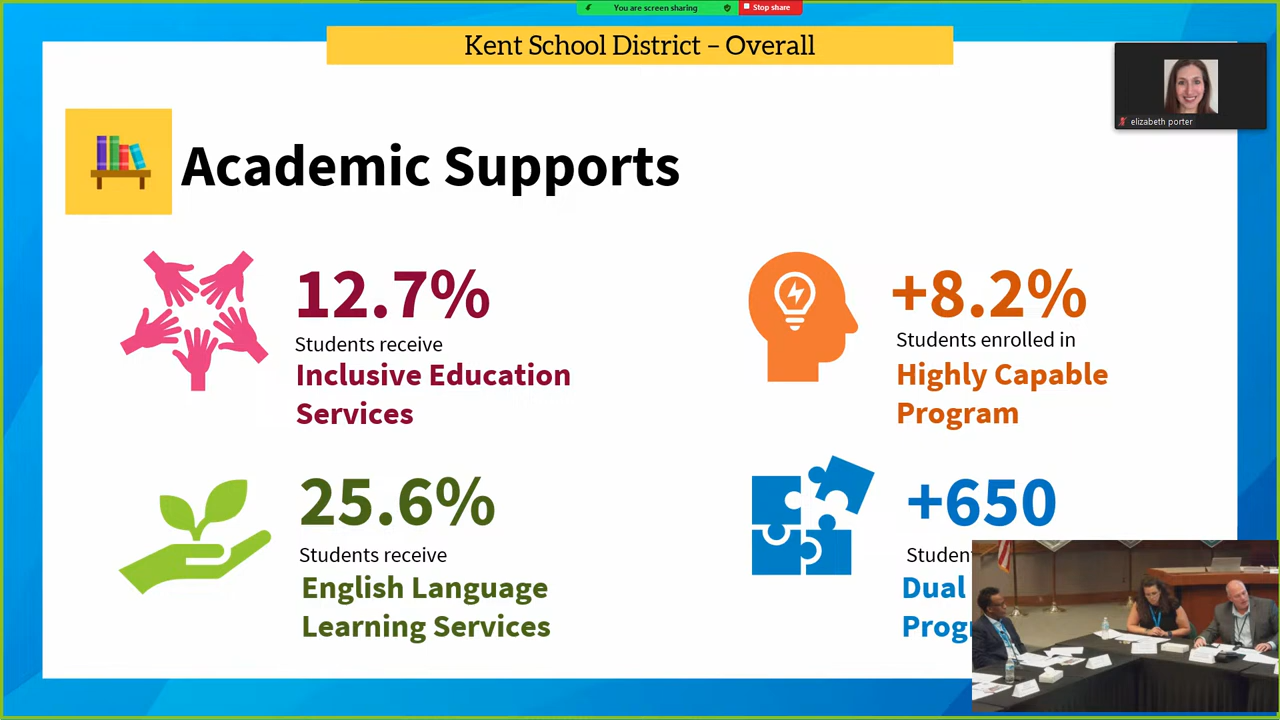 You are screen sharing
Stop share
Kent School District – Overall
elizabeth porter
Academic Supports
12.7%
Students receive
Inclusive Education
Services
+8.2%
Students enrolled in
Highly Capable
Program
25.6%
Students receive
English Language
Learning Services
+650
Dual